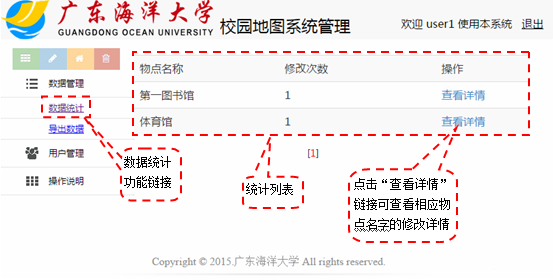 广东海洋大学
GUANGDONG OCEAN UNIVERSITY
校园地图系统管理
欢迎 user1 使用本系统 退出
数据管理
数据统计
导出数据
用户管理
操作说明
物点名称 修改次数 操作
第一图书馆 1 查看详情
体育馆 1 查看详情
[1]
数据统计
功能链接
统计列表
点击“查看详情”
链接可查看相应物
点名字的修改详情
Copyright © 2015.广东海洋大学 All rights reserved.